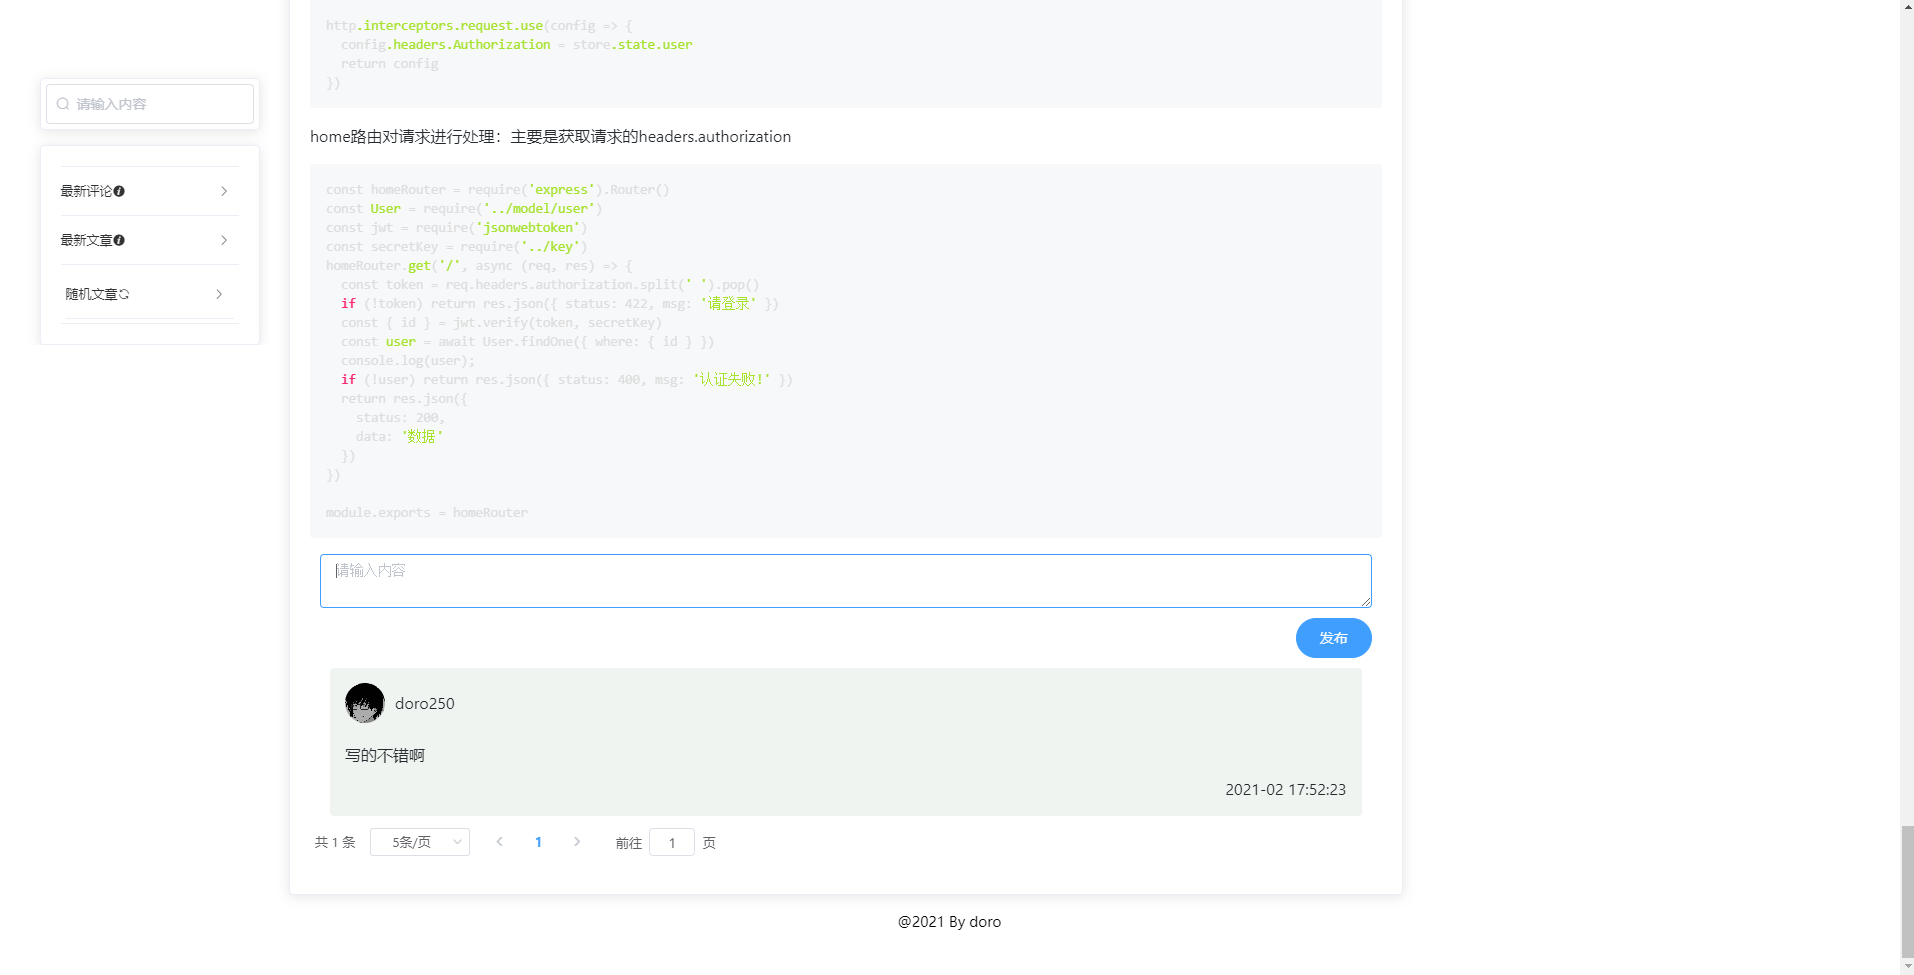 请输入内容
最新评论
最新文章
随机文章
http.interceptors.request.use(config => {
  config.headers.Authorization = store.state.user
  return config
})
home路由对请求进行处理：主要是获取请求的headers.authorization
const homeRouter = require('express').Router()
const User = require('../model/user')
const jwt = require('jsonwebtoken')
const secretKey = require('../key')
homeRouter.get('/', async (req, res) => {
  const token = req.headers.authorization.split(' ').pop()
  if (!token) return res.json({ status: 422, msg: '请登录' })
  const { id } = jwt.verify(token, secretKey)
  const user = await User.findOne({ where: { id } })
  console.log(user);
  if (!user) return res.json({ status: 400, msg: '认证失败!' })
  return res.json({
    status: 200,
    data: '数据'
  })
})
module.exports = homeRouter
请输入内容
发布
doro250
写的不错啊
2021-02 17:52:23
共 1 条 5条/页 1 前往 1 页
@2021 By doro